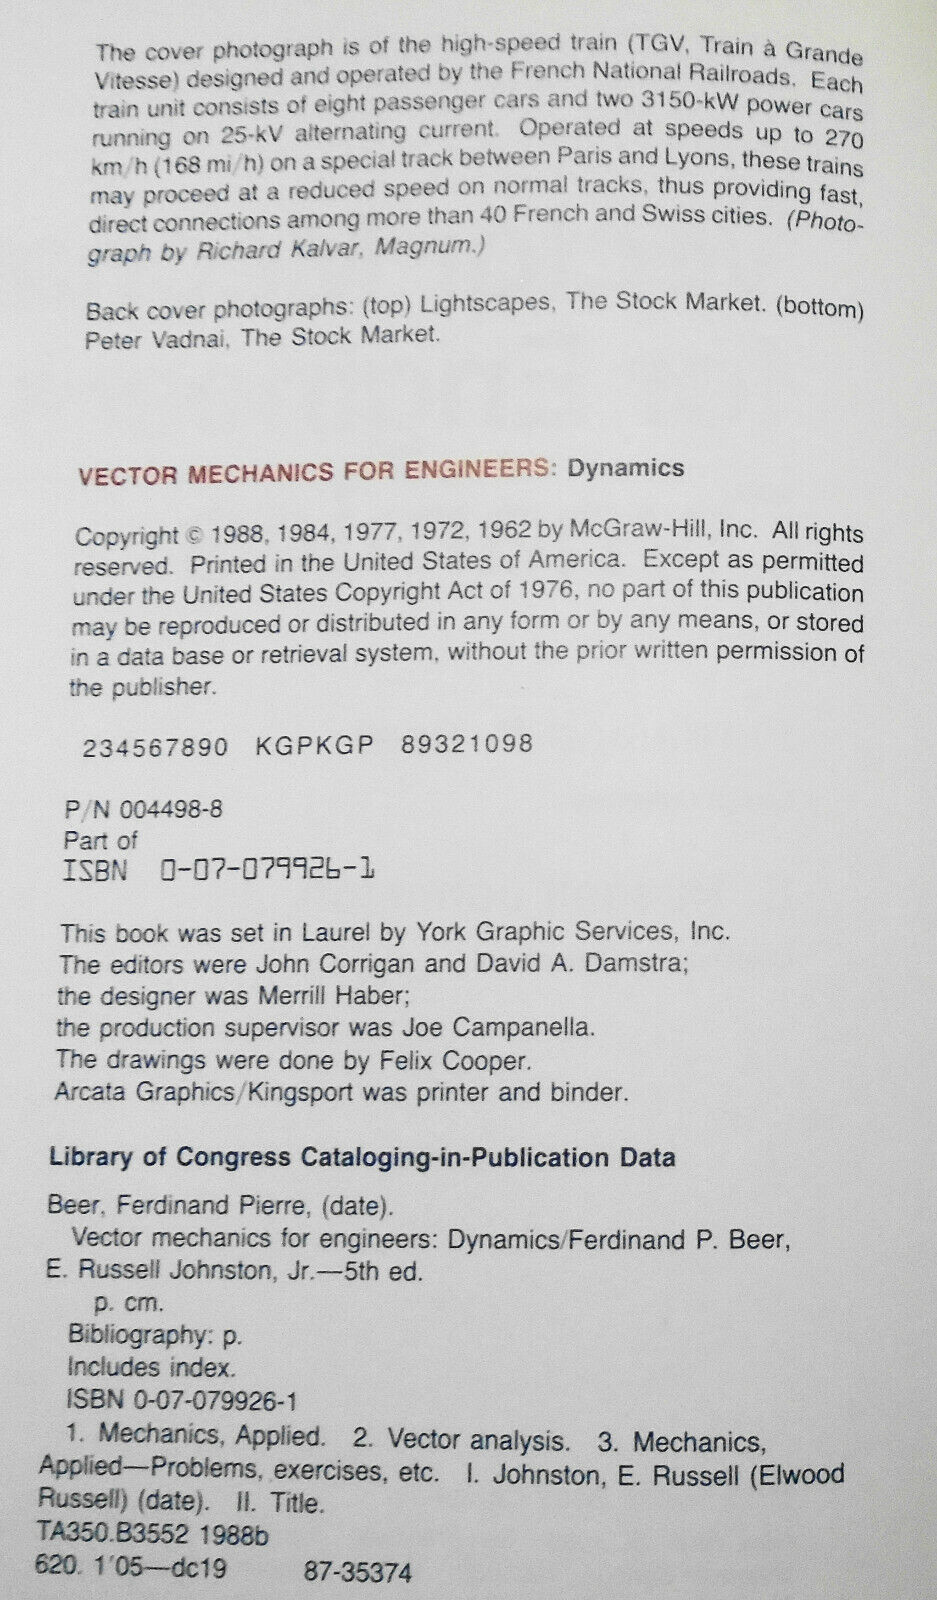 The cover photograph is of the high-speed train (TGV, Train à Grande
Vitesse) designed and operated by the French National Railroads. Each
train unit consists of eight passenger cars and two 3150-kW power cars
running on 25-kV alternating current. Operated at speeds up to 270
km/h (168 mi/h) on a special track between Paris and Lyons, these trains
may proceed at a reduced speed on normal tracks, thus providing fast,
direct connections among more than 40 French and Swiss cities. (Photo-
graph by Richard Kalvar, Magnum.)
Back cover photographs: (top) Lightscapes, The Stock Market. (bottom)
Peter Vadnai, The Stock Market.
VECTOR MECHANICS FOR ENGINEERS: Dynamics
Copyright © 1988, 1984, 1977, 1972, 1962 by McGraw-Hill, Inc. All rights
reserved. Printed in the United States of America. Except as permitted
under the United States Copyright Act of 1976, no part of this publication
may be reproduced or distributed in any form or by any means, or stored
in a data base or retrieval system, without the prior written permission of
the publisher.
234567890 KGPKGP 89321098
P/N 004498-8
Part of
ISBN 0-07-079926-1
This book was set in Laurel by York Graphic Services, Inc.
The editors were John Corrigan and David A. Damstra;
the designer was Merrill Haber;
the production supervisor was Joe Campanella.
The drawings were done by Felix Cooper.
Arcata Graphics/Kingsport was printer and binder.
Library of Congress Cataloging-in-Publication Data
Beer, Ferdinand Pierre, (date).
Vector mechanics for engineers: Dynamics/Ferdinand P. Beer,
E. Russell Johnston, Jr.—5th ed.
p. cm.
Bibliography: p.
Includes index.
ISBN 0-07-079926-1
1. Mechanics, Applied. 2. Vector analysis. 3. Mechanics,
Applied—Problems, exercises, etc. I. Johnston, E. Russell (Elwood
Russell) (date). II. Title.
TA350.B3552 1988b
620. 1'05—dc19 87-35374